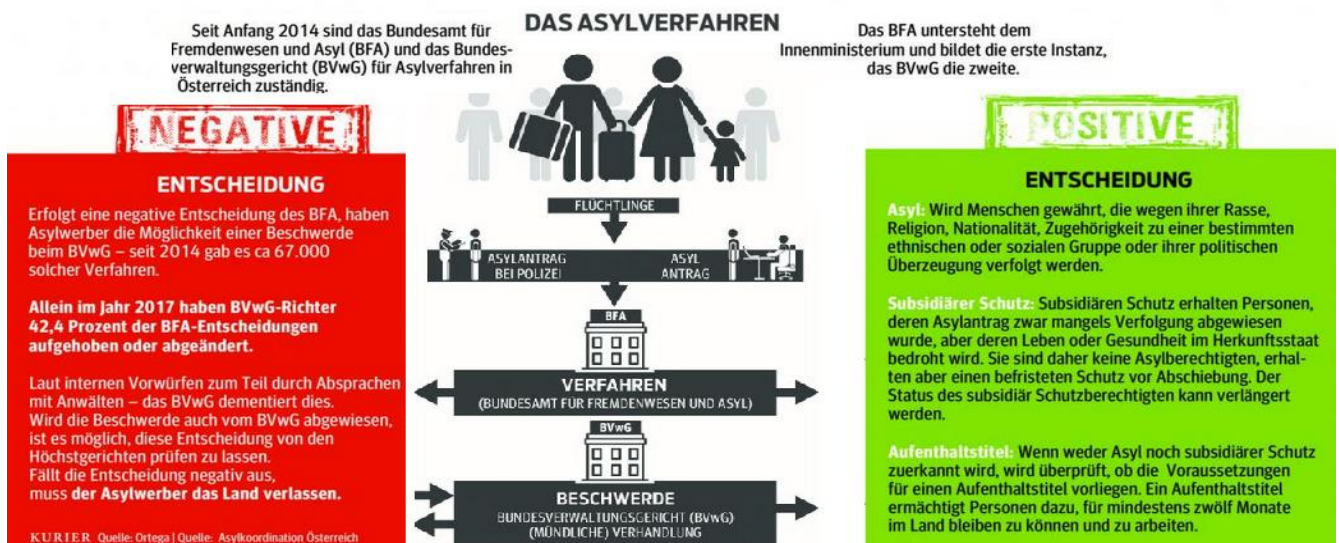 DAS ASYLVERFAHREN
Seit Anfang 2014 sind das Bundesamt für
Fremdenwesen und Asyl (BFA) und das Bundes-
verwaltungsgericht (BVwG) für Asylverfahren in
Österreich zuständig.
Das BFA untersteht dem
Innenministerium und bildet die erste Instanz,
das BVwG die zweite.
NEGATIVE
ENTSCHEIDUNG
Erfolgt eine negative Entscheidung des BFA, haben
Asylwerber die Möglichkeit einer Beschwerde
beim BVwG – seit 2014 gab es ca 67.000
solcher Verfahren.
Allein im Jahr 2017 haben BVwG-Richter
42,4 Prozent der BFA-Entscheidungen
aufgehoben oder abgeändert.
Laut internen Vorwürfen zum Teil durch Absprachen
mit Anwälten – das BVwG dementiert dies.
Wird die Beschwerde auch vom BVwG abgewiesen,
ist es möglich, diese Entscheidung von den
Höchstgerichten prüfen zu lassen.
Fällt die Entscheidung negativ aus,
muss der Asylwerber das Land verlassen.
KURIER Quelle: Ortega | Quelle: Asylkoordination Österreich
FLÜCHTLINGE
ASYLANTRAG
BEI POLIZEI
ASYL
ANTRAG
BFA
VERFAHREN
(BUNDESAMT FÜR FREMDENWESEN UND ASYL)
BVwG
BESCHWERDE
BUNDESVERWALTUNGSGERICHT (BVwG)
(MÜNDLICHE) VERHANDLUNG
POSITIVE
ENTSCHEIDUNG
Asyl: Wird Menschen gewährt, die wegen ihrer Rasse,
Religion, Nationalität, Zugehörigkeit zu einer bestimmten
ethnischen oder sozialen Gruppe oder ihrer politischen
Überzeugung verfolgt werden.
Subsidiärer Schutz: Subsidiären Schutz erhalten Personen,
deren Asylantrag zwar mangels Verfolgung abgewiesen
wurde, aber deren Leben oder Gesundheit im Herkunftsstaat
bedroht wird. Sie sind daher keine Asylberechtigten, erhal-
ten aber einen befristeten Schutz vor Abschiebung. Der
Status des subsidiär Schutzberechtigten kann verlängert
werden.
Aufenthaltstitel: Wenn weder Asyl noch subsidiärer Schutz
zuerkannt wird, wird überprüft, ob die Voraussetzungen
für einen Aufenthaltstitel vorliegen. Ein Aufenthaltstitel
ermächtigt Personen dazu, für mindestens zwölf Monate
im Land bleiben zu können und zu arbeiten.